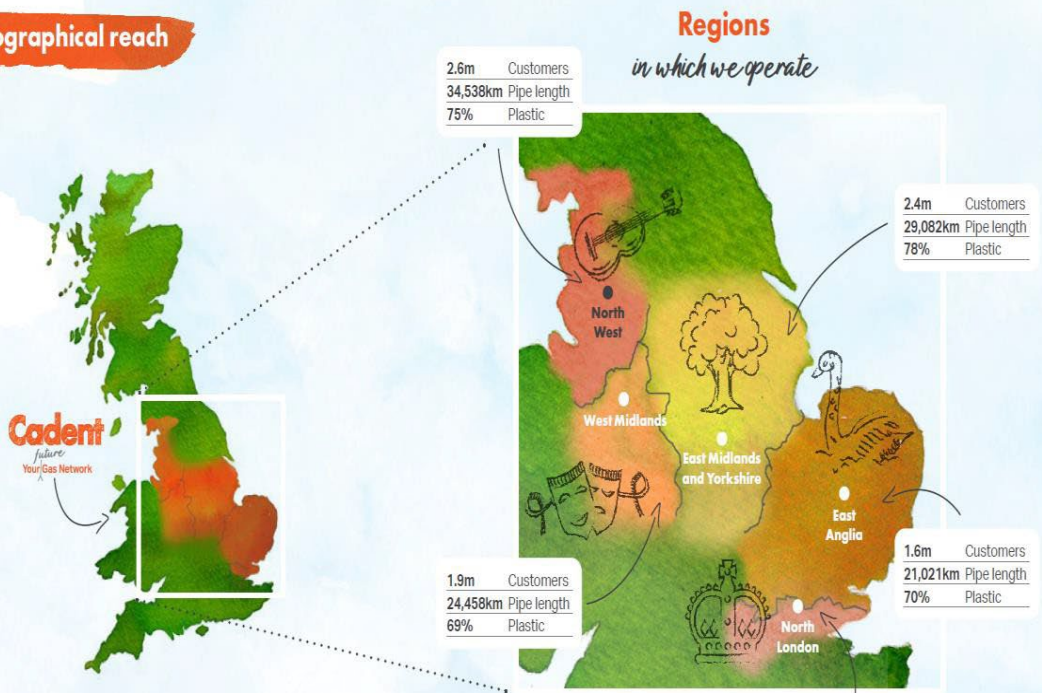 ographical reach
Regions
in which we operate
2.6m Customers
34,538km Pipe length
75% Plastic
2.4m Customers
29,082km Pipe length
78% Plastic
North
West
West Midlands
East Midlands
and Yorkshire
East
Anglia
Cadent
future
Your Gas Network
1.6m Customers
21,021km Pipe length
70% Plastic
1.9m Customers
24,458km Pipe length
69% Plastic
North
London